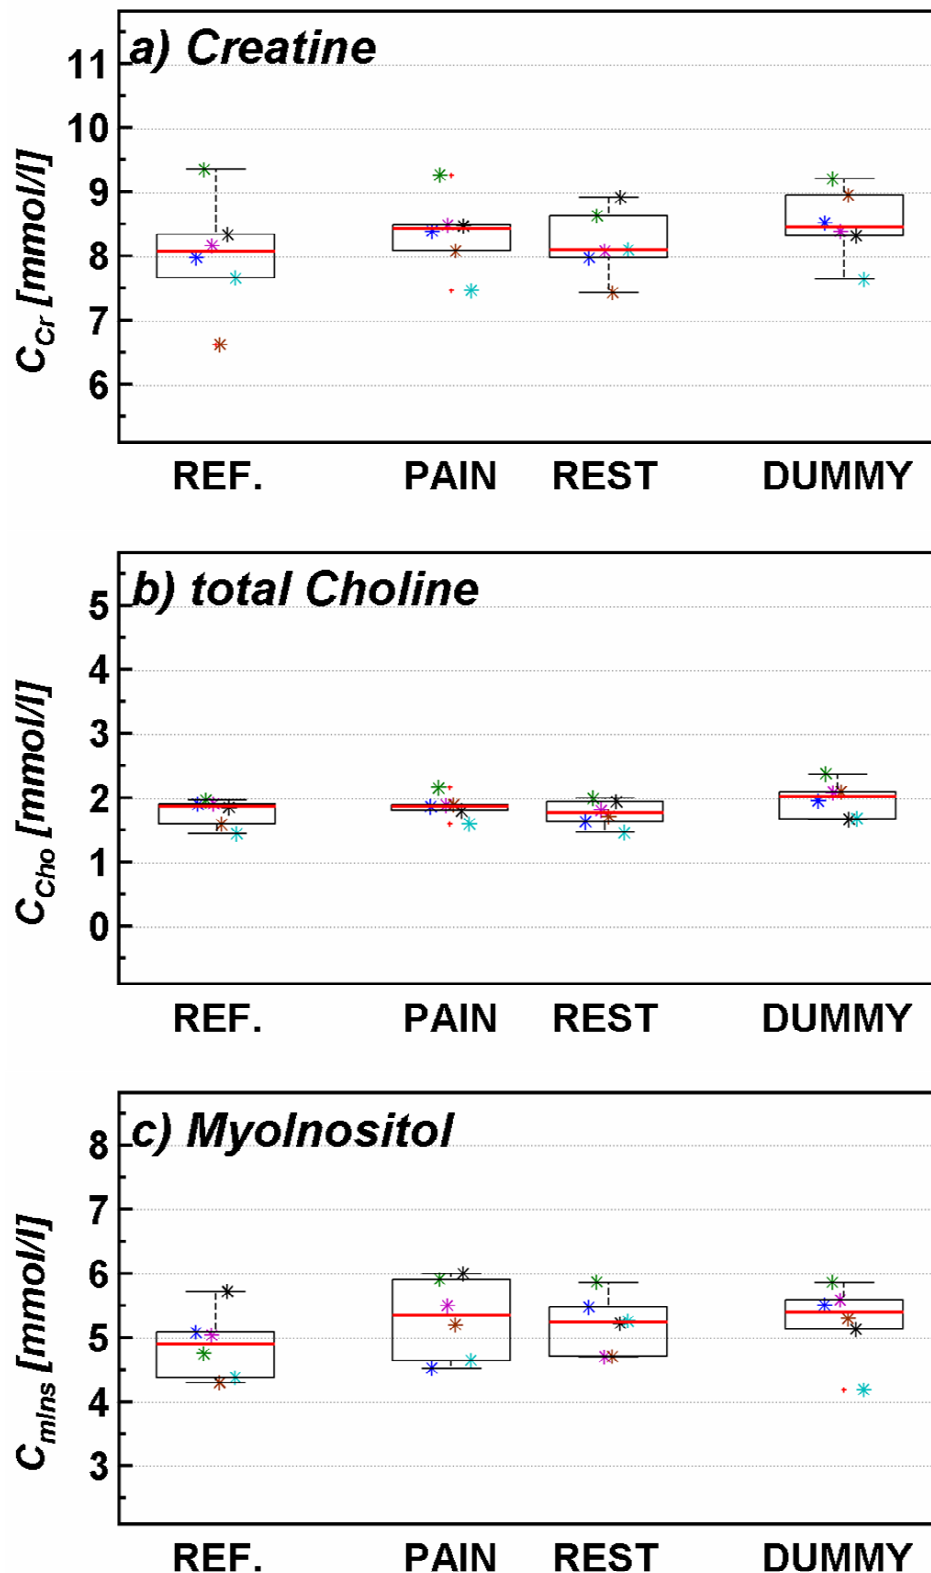 a) Creatine
11
10
9
8
7
6
C_Cr [mmol/l]
REF. PAIN REST DUMMY
b) total Choline
5
4
3
2
1
0
C_Cho [mmol/l]
REF. PAIN REST DUMMY
c) MyoInositol
8
7
6
5
4
3
C_mIns [mmol/l]
REF. PAIN REST DUMMY